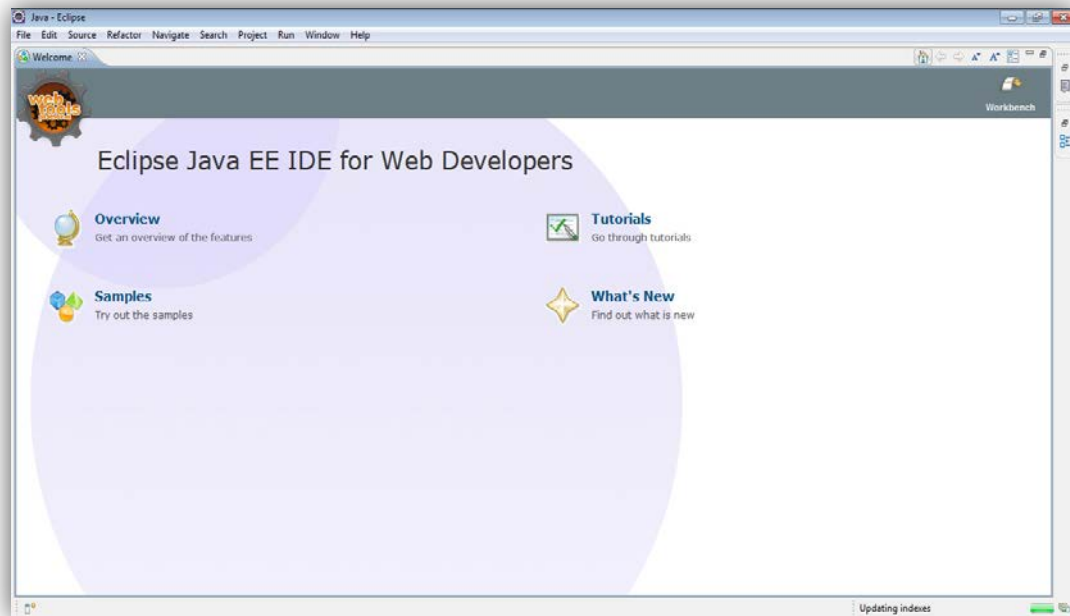 Java - Eclipse
File Edit Source Refactor Navigate Search Project Run Window Help
Welcome
web tools
Workbench
Eclipse Java EE IDE for Web Developers
Overview
Get an overview of the features
Tutorials
Go through tutorials
Samples
Try out the samples
What's New
Find out what is new
Updating indexes